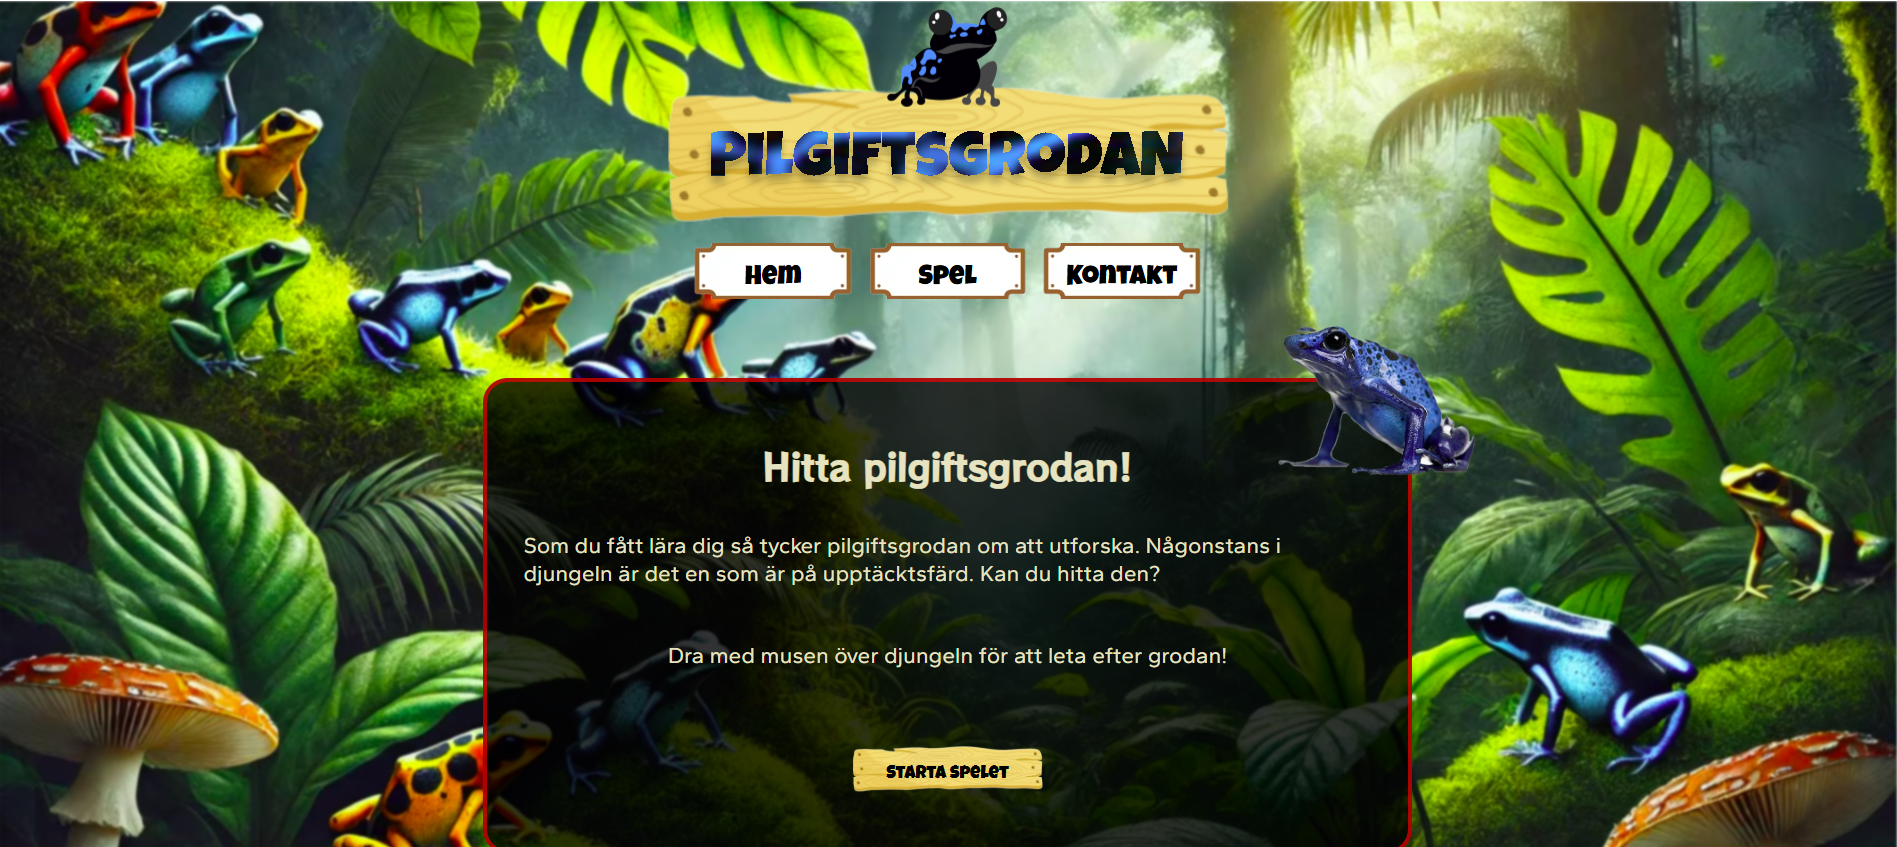 PILGIFTSGRODAN
Hem
Spel
Kontakt
Hitta pilgiftsgrodan!
Som du fått lära dig så tycker pilgiftsgrodan om att utforska. Någonstans i
djungeln är det en som är på upptäcktsfärd. Kan du hitta den?
Dra med musen över djungeln för att leta efter grodan!
Starta spelet